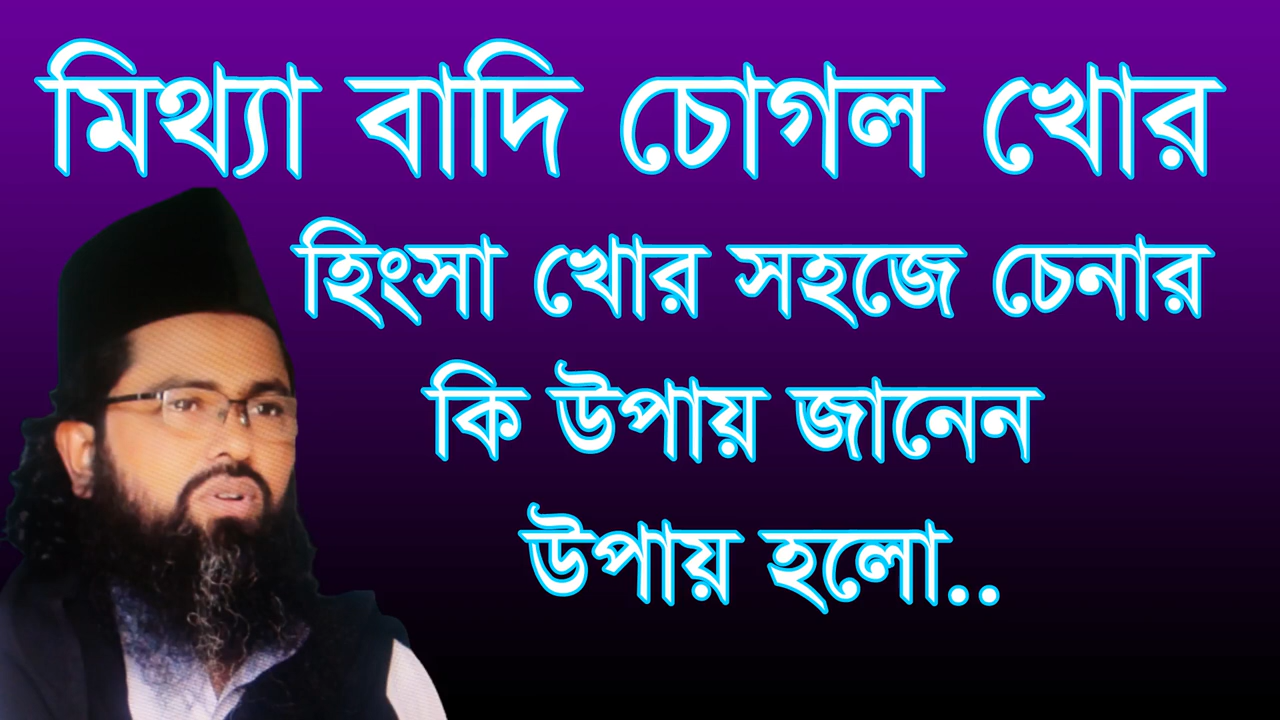 মিথ্যা বাদি চোগল খোর
হিংসা খোর সহজে চেনার
কি উপায় জানেন
উপায় হলো..